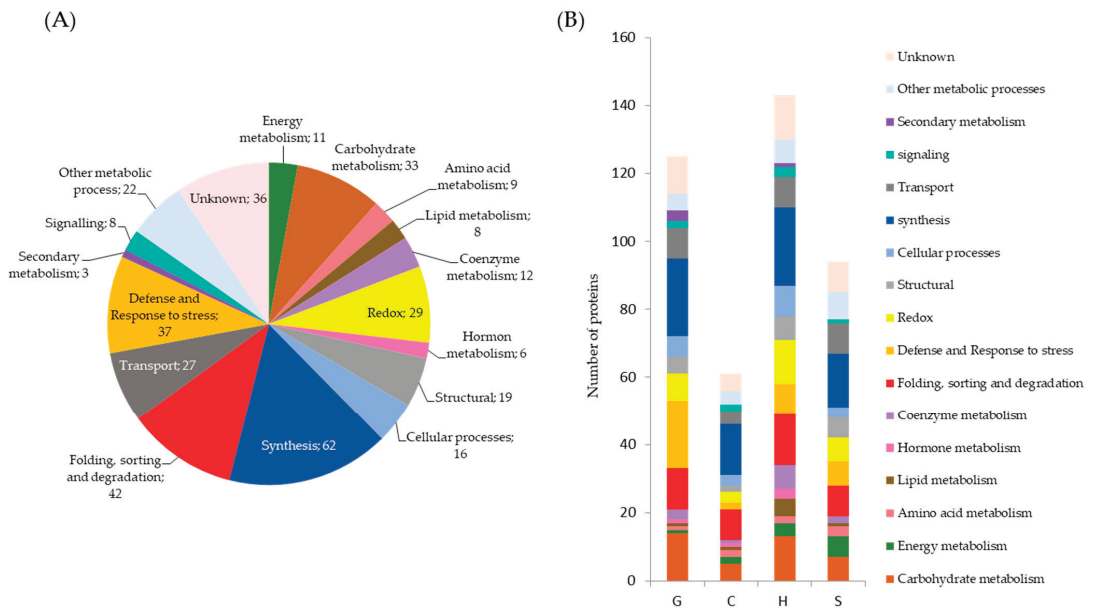 (A)
Energy
metabolism; 11
Carbohydrate
metabolism; 33
Amino acid
metabolism; 9
Lipid metabolism;
8
Coenzyme
metabolism; 12
Redox; 29
Hormon
metabolism; 6
Structural; 19
Cellular processes;
16
Synthesis; 62
Folding, sorting
and degradation;
42
Transport; 27
Defense and
Response to stress;
37
Secondary
metabolism; 3
Signalling; 8
Other metabolic
process; 22
Unknown; 36
(B)
Number of proteins
160
140
120
100
80
60
40
20
0
G C H S
Unknown
Other metabolic processes
Secondary metabolism
signaling
Transport
synthesis
Cellular processes
Structural
Redox
Defense and Response to stress
Folding, sorting and degradation
Coenzyme metabolism
Hormone metabolism
Lipid metabolism
Amino acid metabolism
Energy metabolism
Carbohydrate metabolism